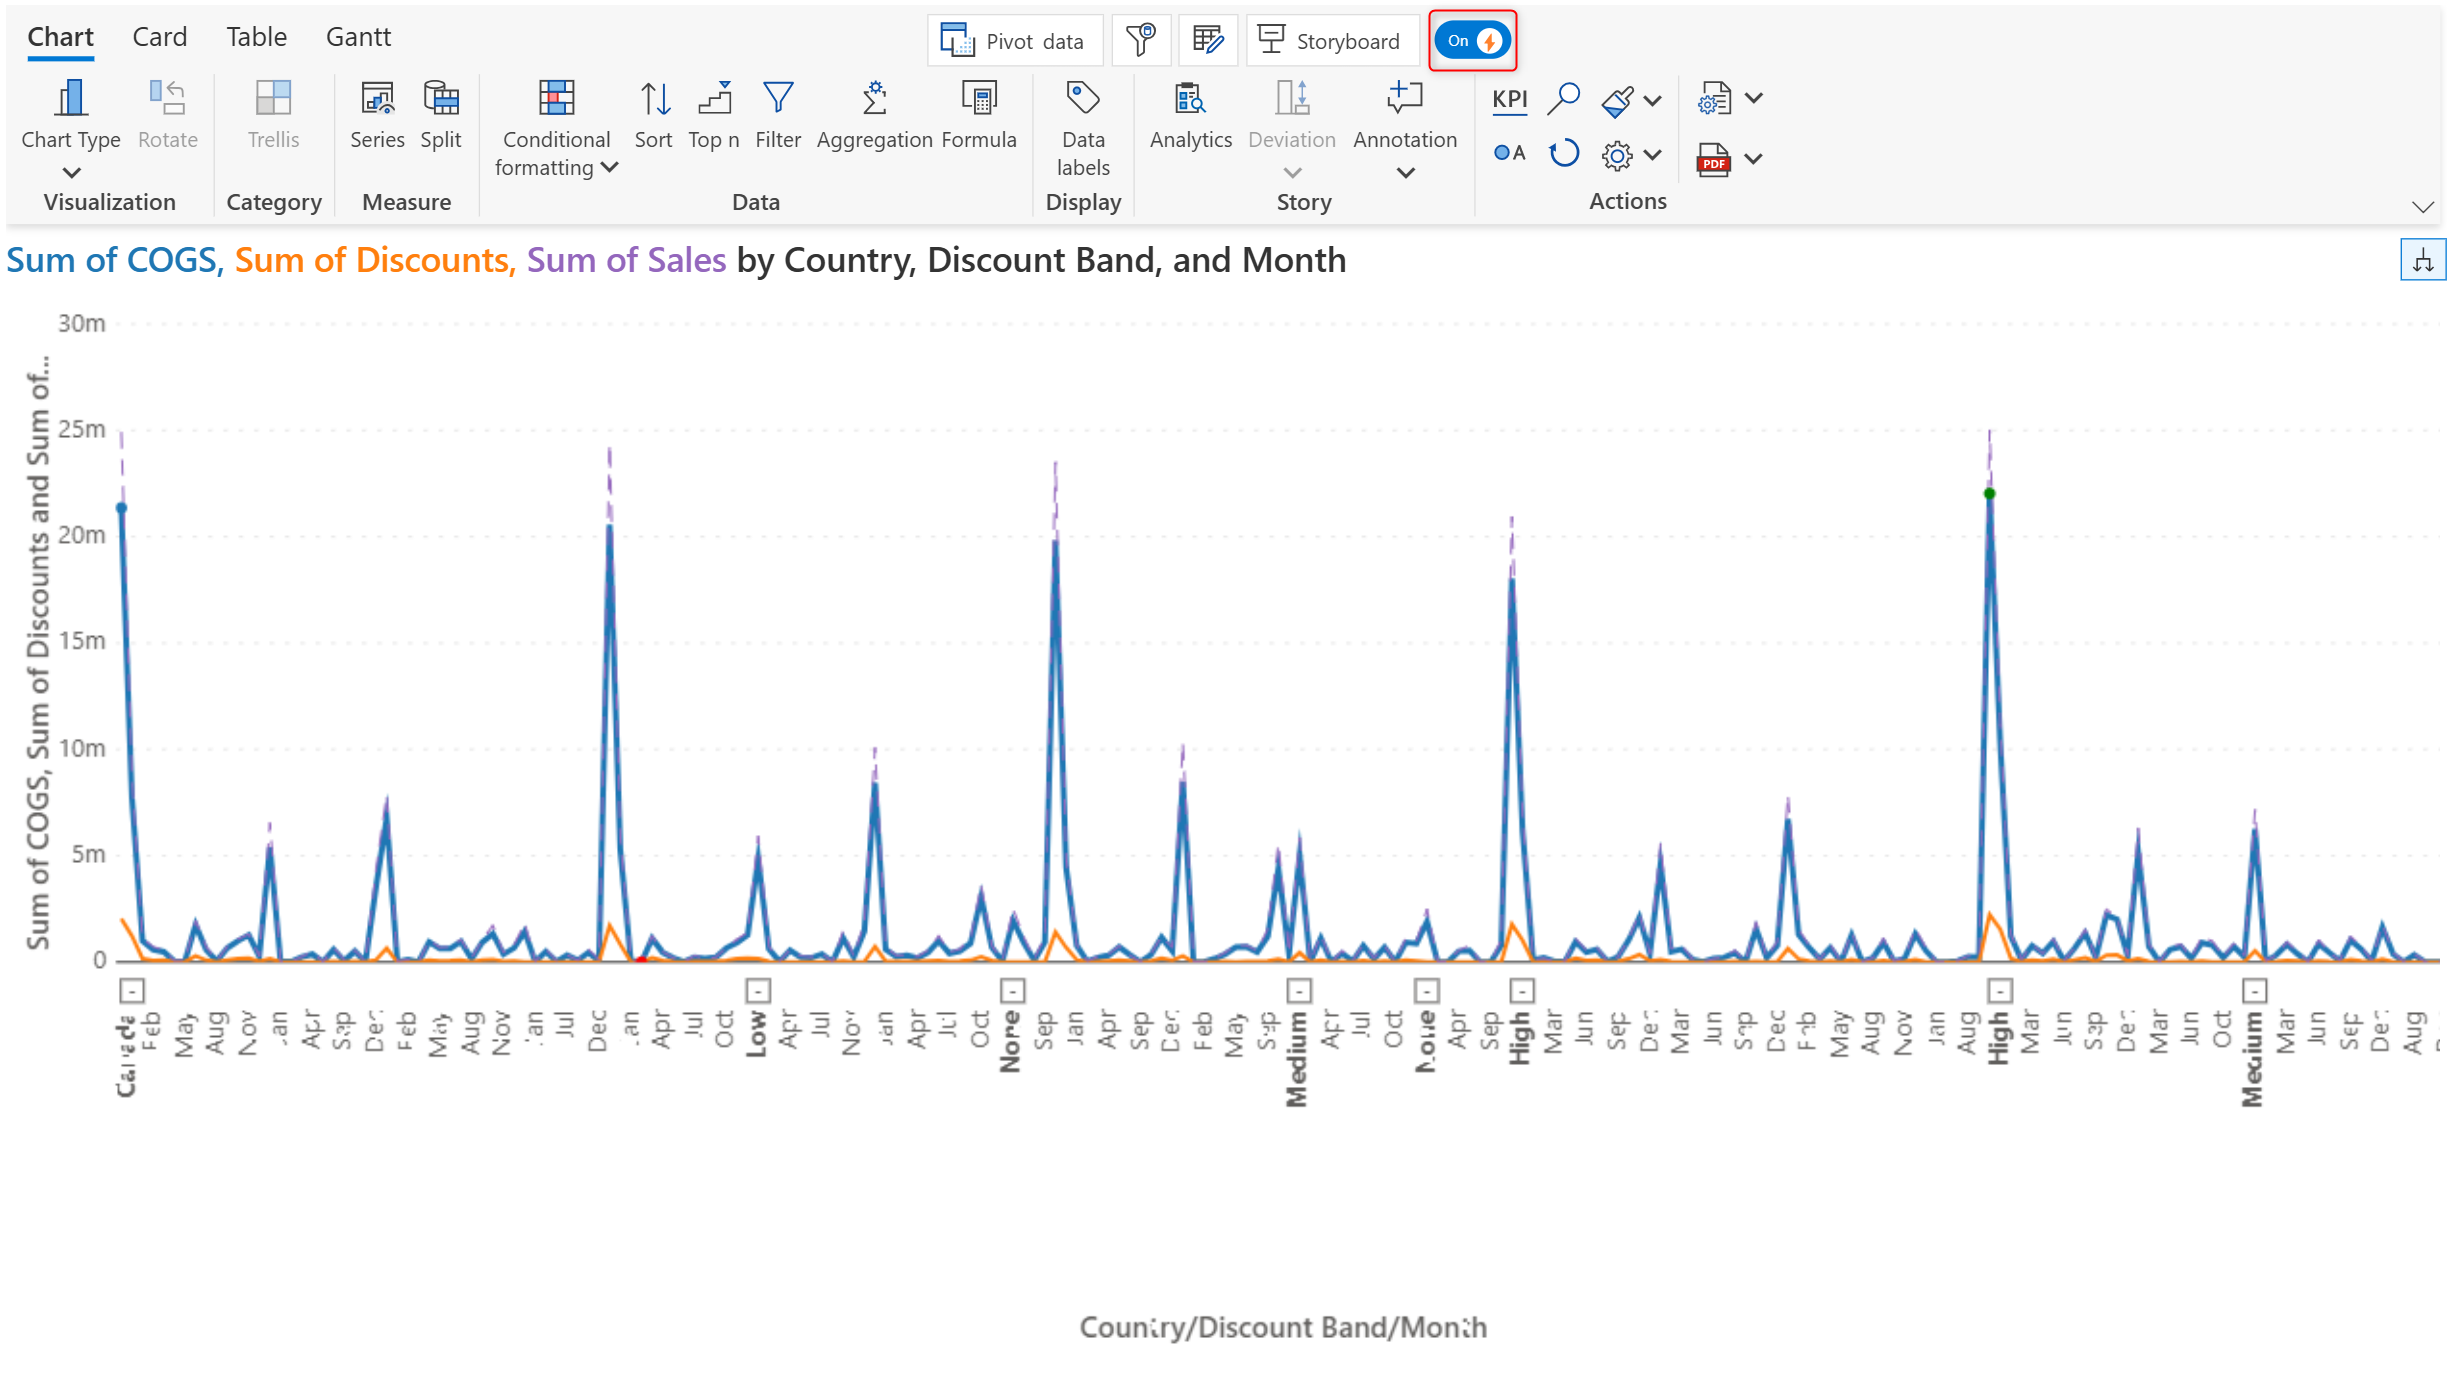 Chart Card Table Gantt Pivot data Storyboard On
Chart Type Rotate Trellis Series Split Conditional formatting Sort Top n Filter Aggregation Formula Data labels Analytics Deviation Annotation KPI A PDF
Visualization Category Measure Data Display Story Actions
Sum of COGS, Sum of Discounts, Sum of Sales by Country, Discount Band, and Month
Sum of COGS, Sum of Discounts and Sum of...
30m
25m
20m
15m
10m
5m
0
- - - - - - - -
Canada Feb May Aug Nov Jan Apr Sep Dec Feb May Aug Nov Jan Jul Dec Jan Apr Jul Oct Low Apr Jul Nov Jan Apr Jul Oct None Sep Jan Apr Sep Dec Feb May Sep Medium Apr Jul Oct None Apr Sep High Mar Jun Sep Dec Mar Jun Sep Dec Feb May Aug Nov Jan Aug High Mar Jun Sep Dec Mar Jun Oct Medium Mar Jun Sep Dec Aug
Country/Discount Band/Month